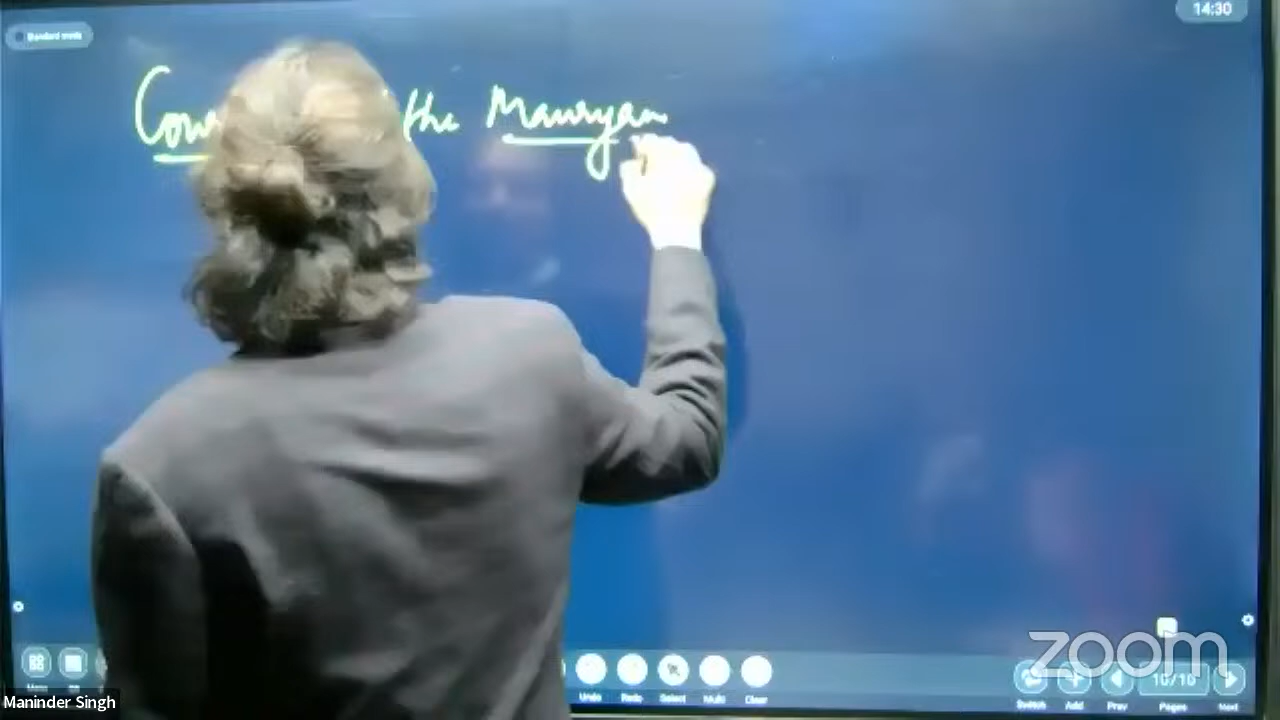 14:30
Standard mode
Cou the Mauryan
Undo Redo Select Multi Clear Switch Add Prev Pages Next
10/10
zoom
Maninder Singh